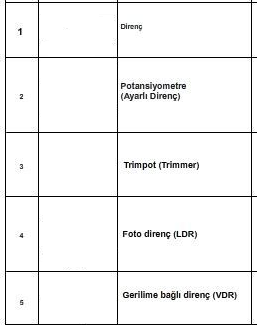 1 Direnç
2 Potansiyometre
(Ayarlı Direnç)
3 Trimpot (Trimmer)
4 Foto direnç (LDR)
5 Gerilime bağlı direnç (VDR)